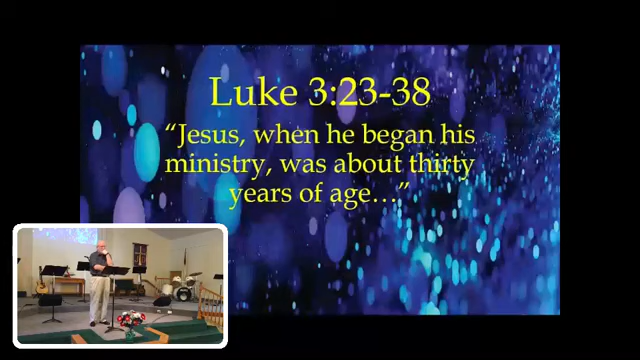 Luke 3:23-38
“Jesus, when he began his
ministry, was about thirty
years of age…”